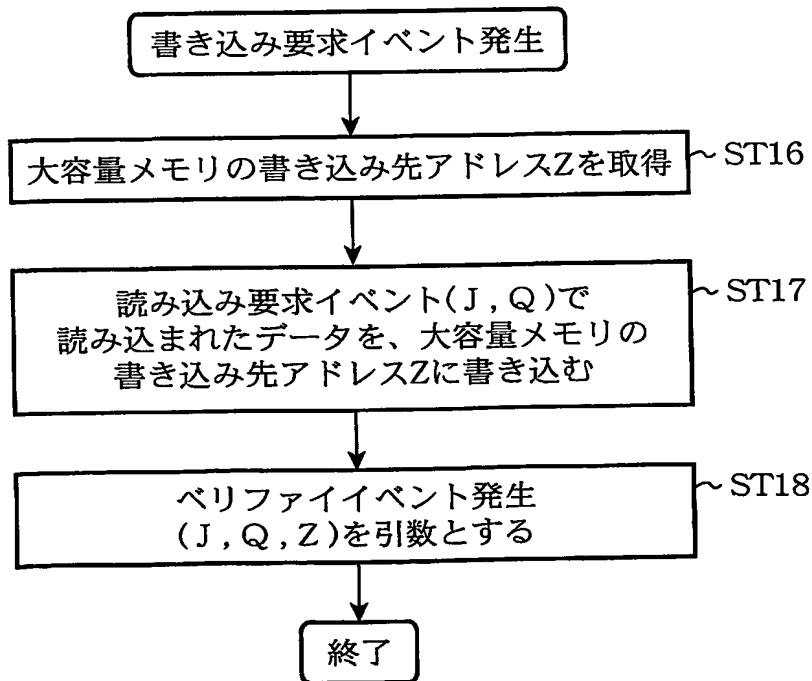 書き込み要求イベント発生
大容量メモリの書き込み先アドレスZを取得
~ST16
読み込み要求イベント(J,Q)で
読み込まれたデータを、大容量メモリの
書き込み先アドレスZに書き込む
~ST17
ベリファイイベント発生
(J,Q,Z)を引数とする
~ST18
終了